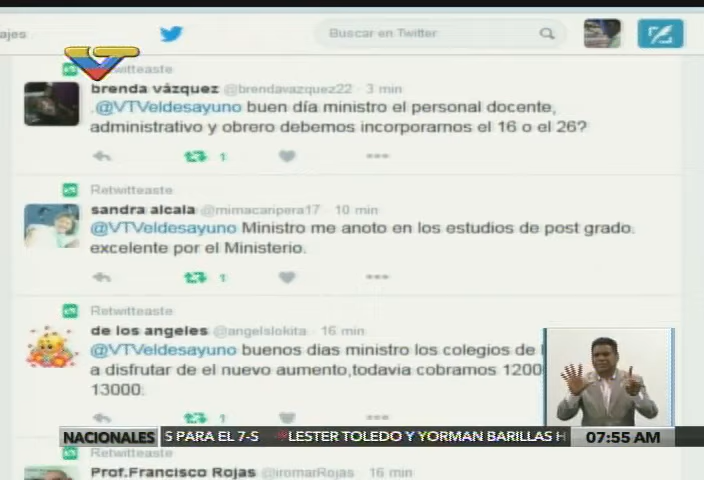 ajes
Buscar en Twitter
brenda vázquez @brendavazquez22 · 3 min
.@VTVeldesayuno buen día ministro el personal docente,
administrativo y obrero debemos incorporarnos el 16 o el 26?
1
Retwitteaste
sandra alcala @mimacaripera17 · 10 min
@VTVeldesayuno Ministro me anoto en los estudios de post grado.
excelente por el Ministerio.
1
Retwitteaste
de los angeles @angelslokita · 16 min
@VTVeldesayuno buenos dias ministro los colegios de
a disfrutar de el nuevo aumento,todavia cobramos 1200
13000.
1
NACIONALES S PARA EL 7-S LESTER TOLEDO Y YORMAN BARILLAS H 07:55 AM
Retwitteaste
Prof.Francisco Rojas @iromarRojas · 16 min